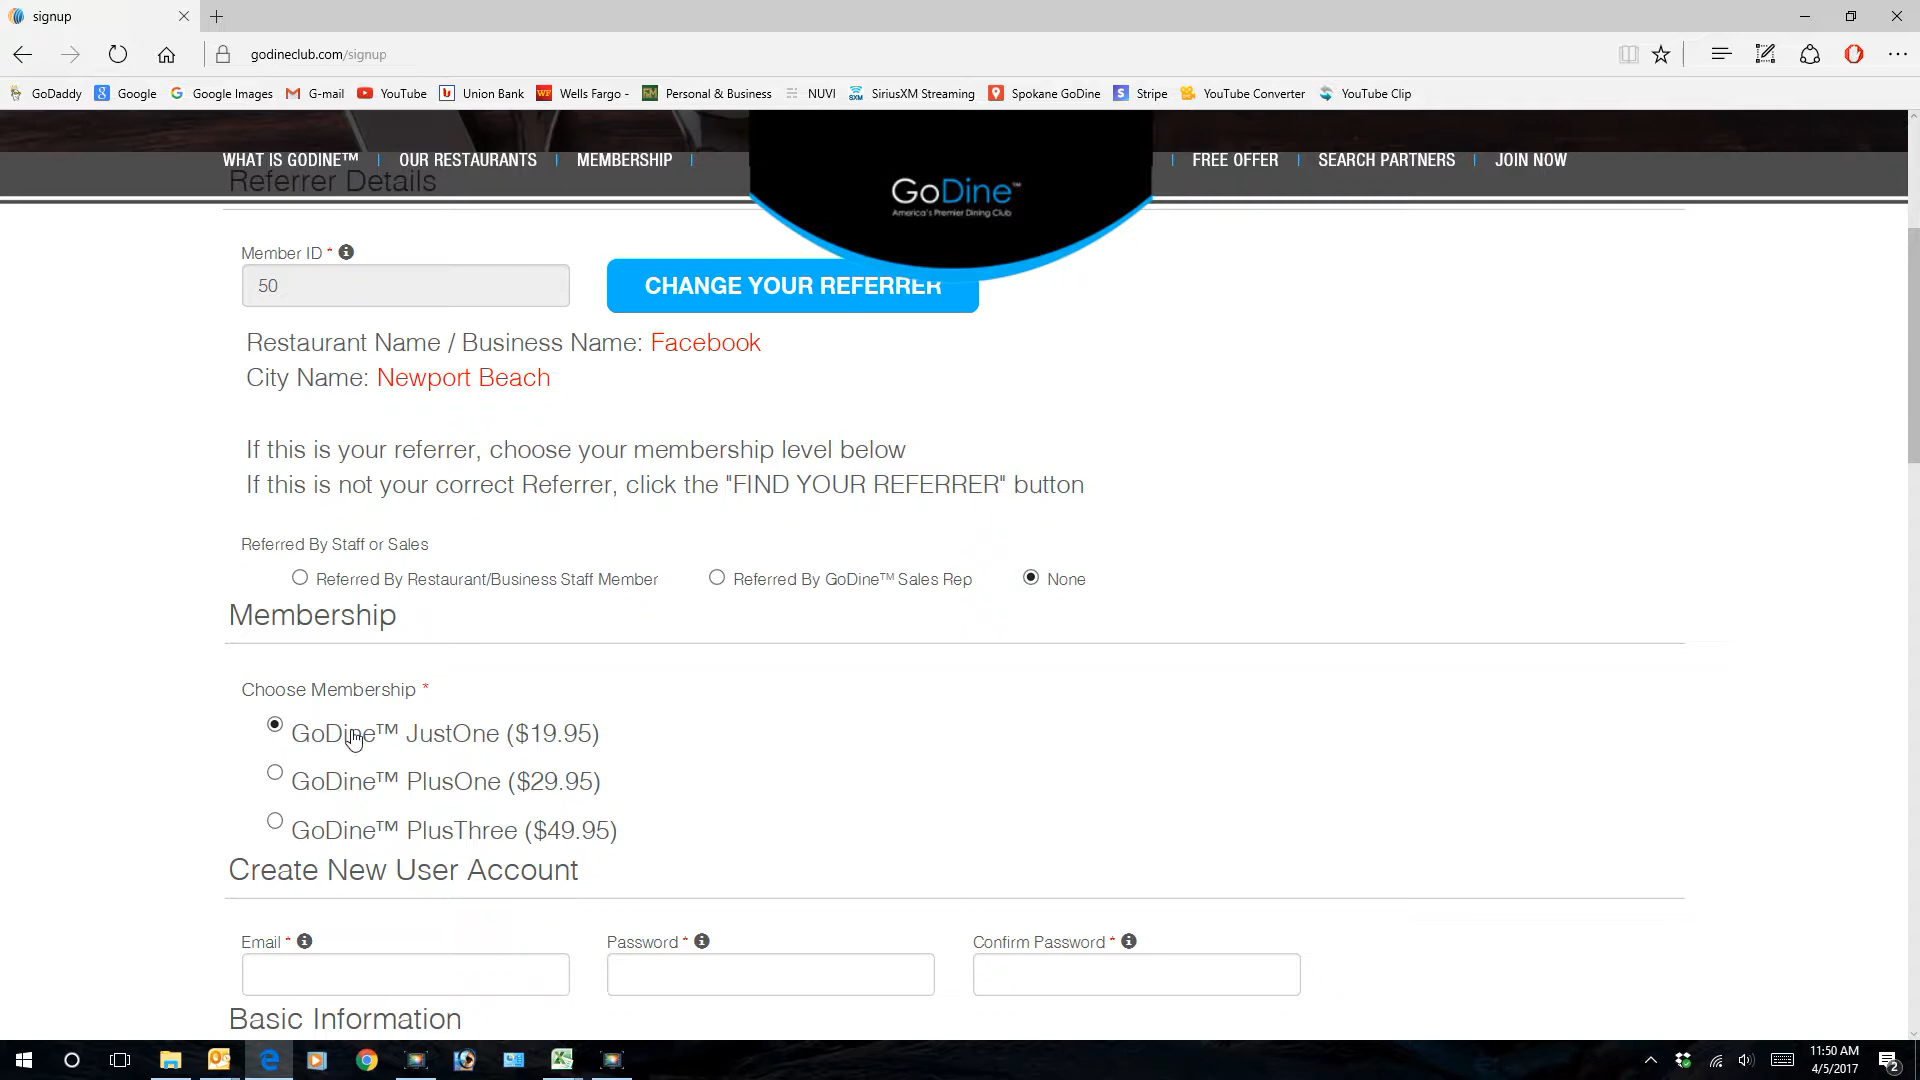 signup
godineclub.com/signup
GoDaddy Google Google Images G-mail YouTube Union Bank Wells Fargo - Personal & Business NUVI SiriusXM Streaming Spokane GoDine Stripe YouTube Converter YouTube Clip
WHAT IS GODINE™ OUR RESTAURANTS MEMBERSHIP FREE OFFER SEARCH PARTNERS JOIN NOW
GoDine™
America's Premier Dining Club
Referrer Details
Member ID *
50
CHANGE YOUR REFERRER
Restaurant Name / Business Name: Facebook
City Name: Newport Beach
If this is your referrer, choose your membership level below
If this is not your correct Referrer, click the "FIND YOUR REFERRER" button
Referred By Staff or Sales
Referred By Restaurant/Business Staff Member Referred By GoDine™ Sales Rep None
Membership
Choose Membership *
GoDine™ JustOne ($19.95)
GoDine™ PlusOne ($29.95)
GoDine™ PlusThree ($49.95)
Create New User Account
Email * Password * Confirm Password *
Basic Information
11:50 AM
4/5/2017
2